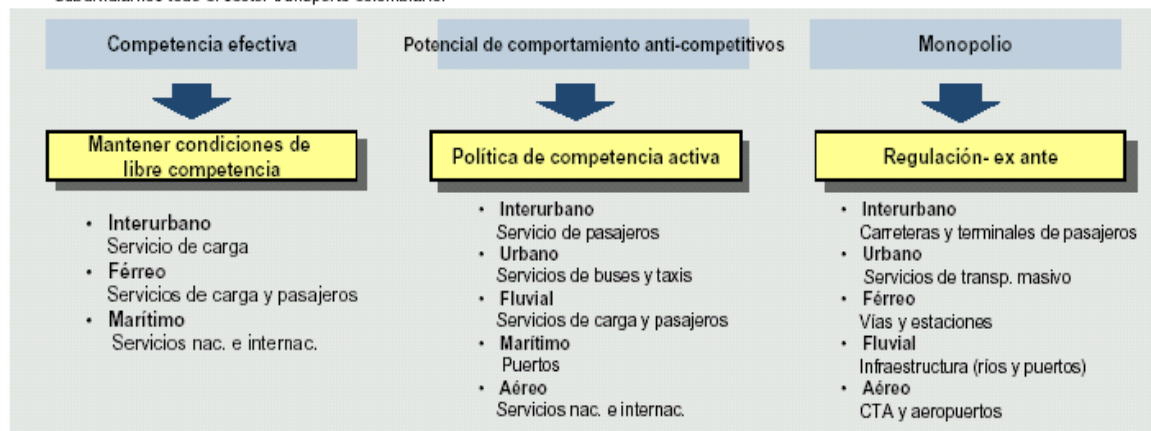 Competencia efectiva
Mantener condiciones de
libre competencia
• Interurbano
Servicio de carga
• Férreo
Servicios de carga y pasajeros
• Marítimo
Servicios nac. e internac.
Potencial de comportamiento anti-competitivos
Política de competencia activa
• Interurbano
Servicio de pasajeros
• Urbano
Servicios de buses y taxis
• Fluvial
Servicios de carga y pasajeros
• Marítimo
Puertos
• Aéreo
Servicios nac. e internac.
Monopolio
Regulación- ex ante
• Interurbano
Carreteras y terminales de pasajeros
• Urbano
Servicios de transp. masivo
• Férreo
Vías y estaciones
• Fluvial
Infraestructura (ríos y puertos)
• Aéreo
CTA y aeropuertos